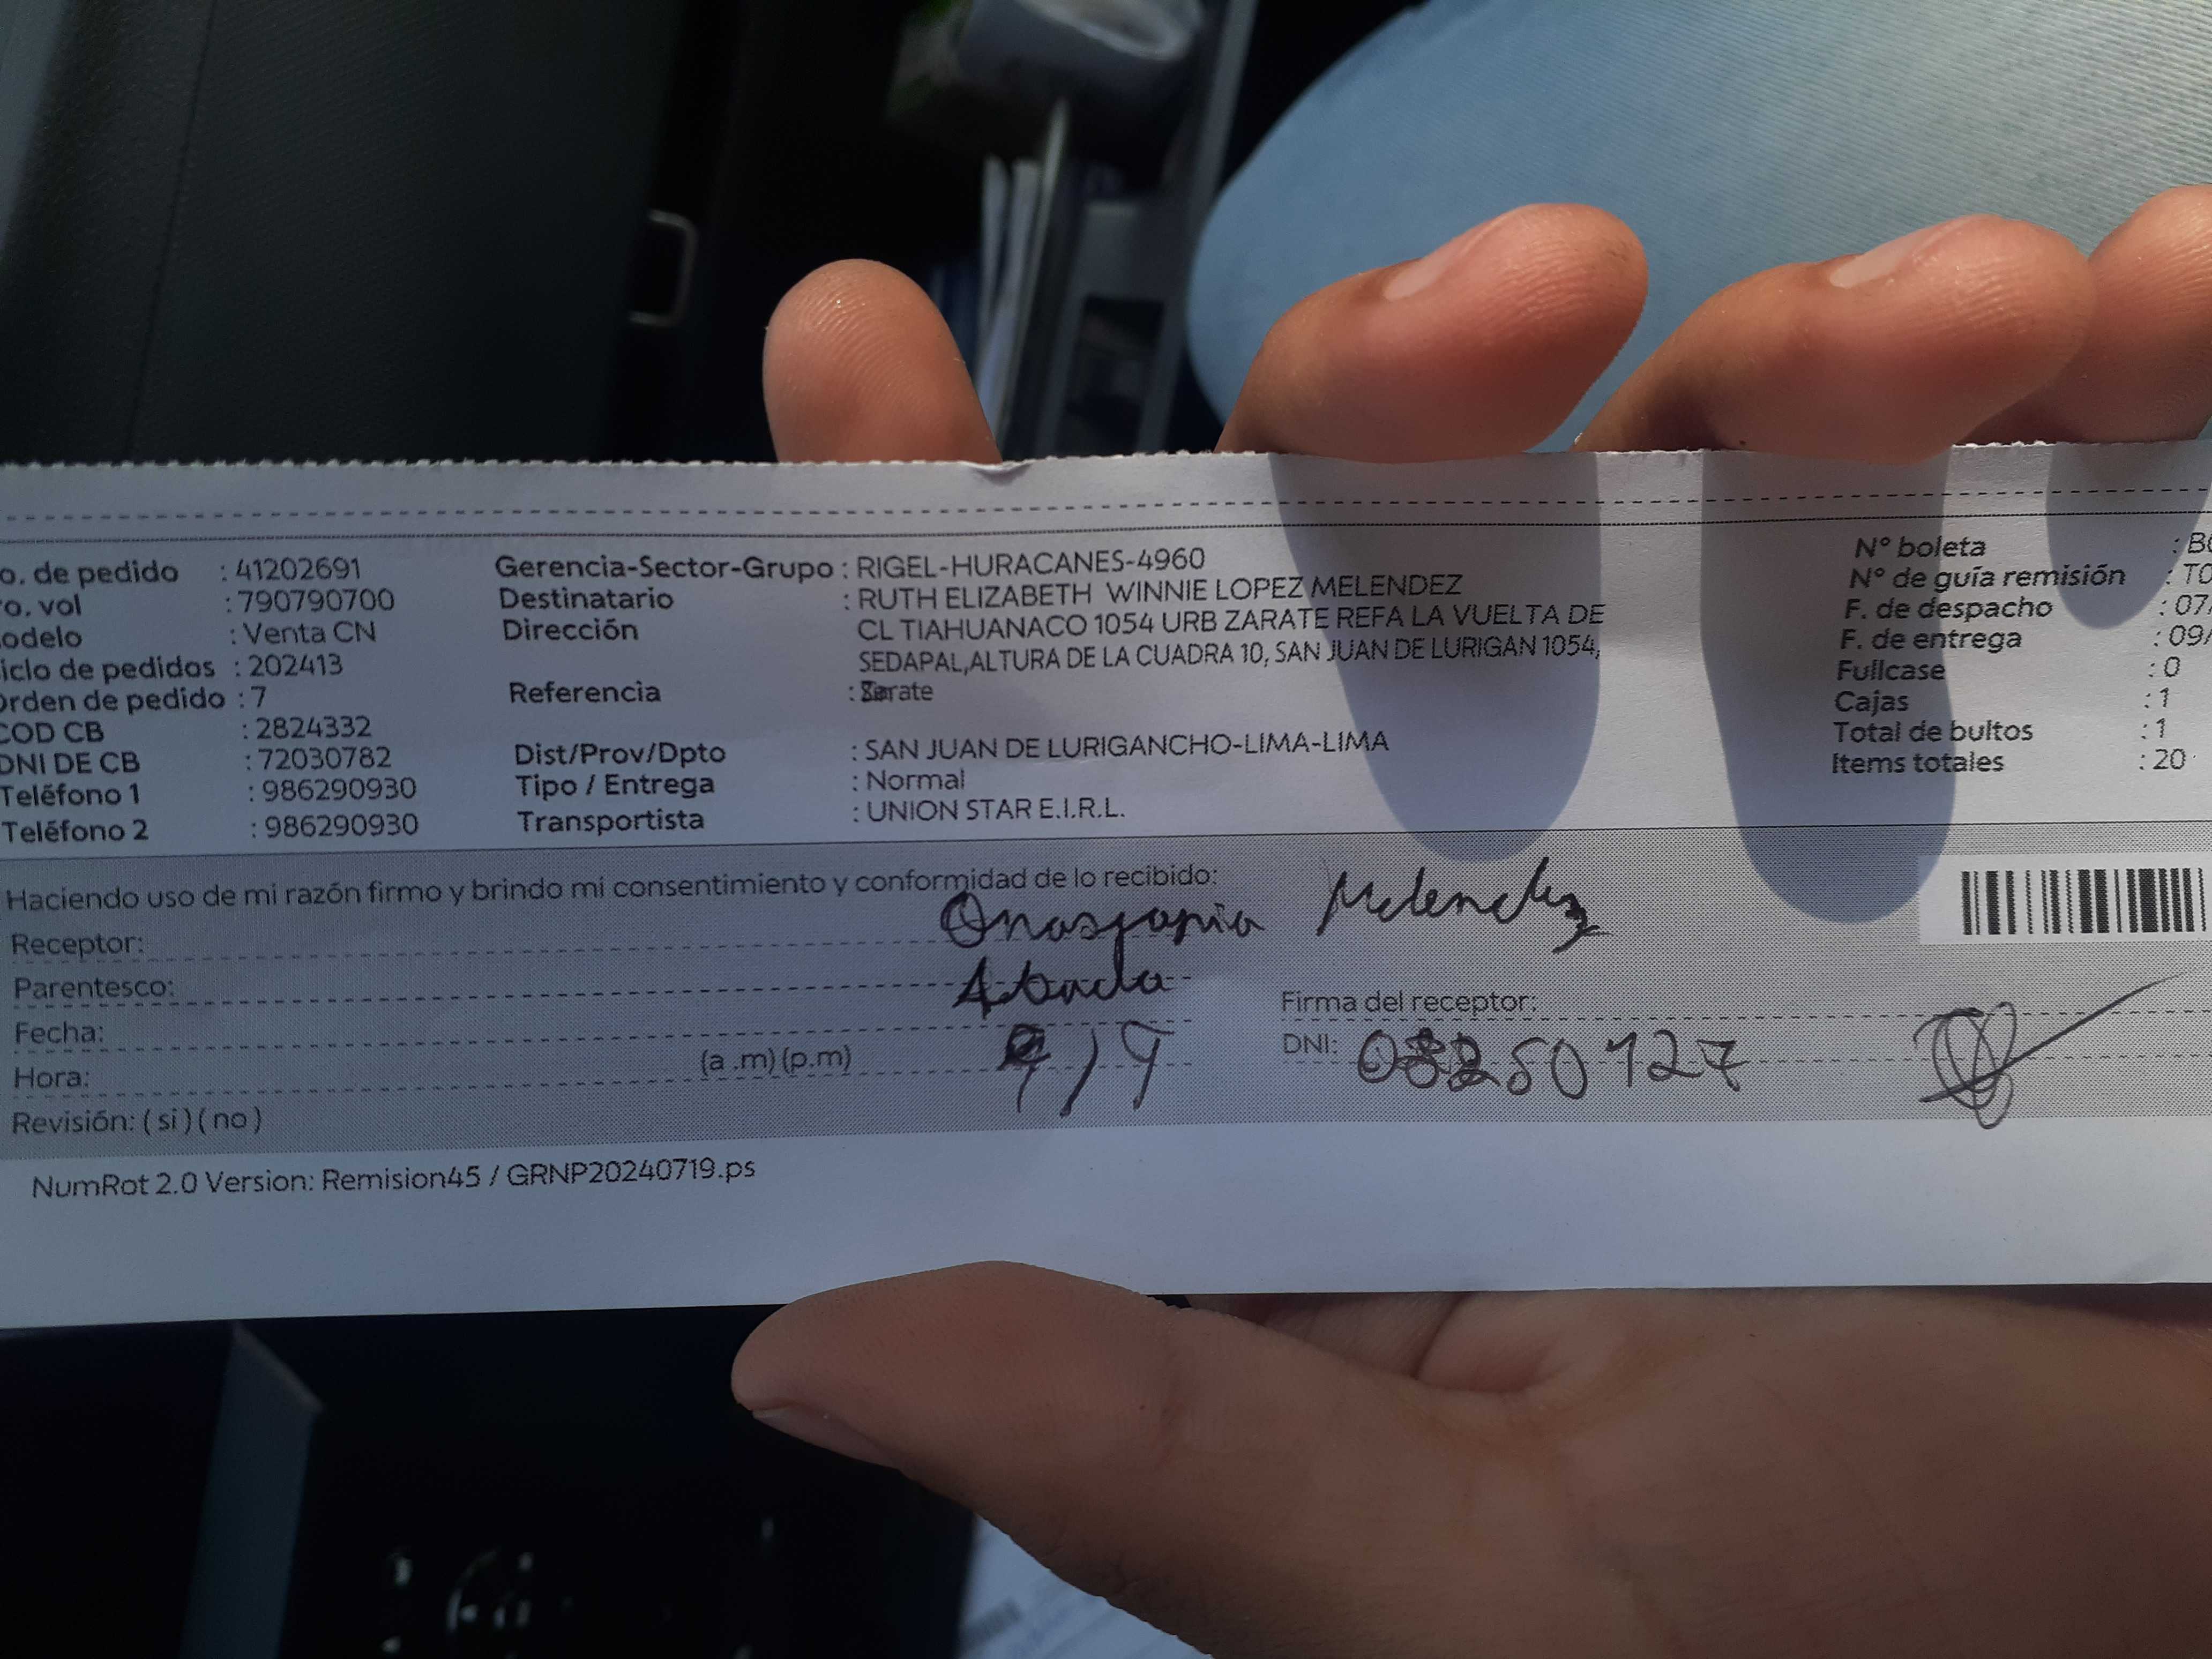 o. de pedido : 41202691
ro. vol : 790790700
odelo : Venta CN
iclo de pedidos : 202413
Orden de pedido : 7
COD CB : 2824332
DNI DE CB : 72030782
Teléfono 1 : 986290930
Teléfono 2 : 986290930
Gerencia-Sector-Grupo : RIGEL-HURACANES-4960
Destinatario : RUTH ELIZABETH WINNIE LOPEZ MELENDEZ
Dirección : CL TIAHUANACO 1054 URB ZARATE REFA LA VUELTA DE
SEDAPAL,ALTURA DE LA CUADRA 10, SAN JUAN DE LURIGAN 1054,
Referencia : Zarate
Dist/Prov/Dpto : SAN JUAN DE LURIGANCHO-LIMA-LIMA
Tipo / Entrega : Normal
Transportista : UNION STAR E.I.R.L.
N° boleta : B
N° de guía remisión : T0
F. de despacho : 07
F. de entrega : 09/
Fullcase : 0
Cajas : 1
Total de bultos : 1
Items totales : 20
Haciendo uso de mi razón firmo y brindo mi consentimiento y conformidad de lo recibido:
Receptor: Melendez
Parentesco:
Fecha: 9/9
Hora: (a .m) (p.m)
Revisión: ( si ) ( no )
Firma del receptor:
DNI:
NumRot 2.0 Version: Remision45 / GRNP20240719.ps